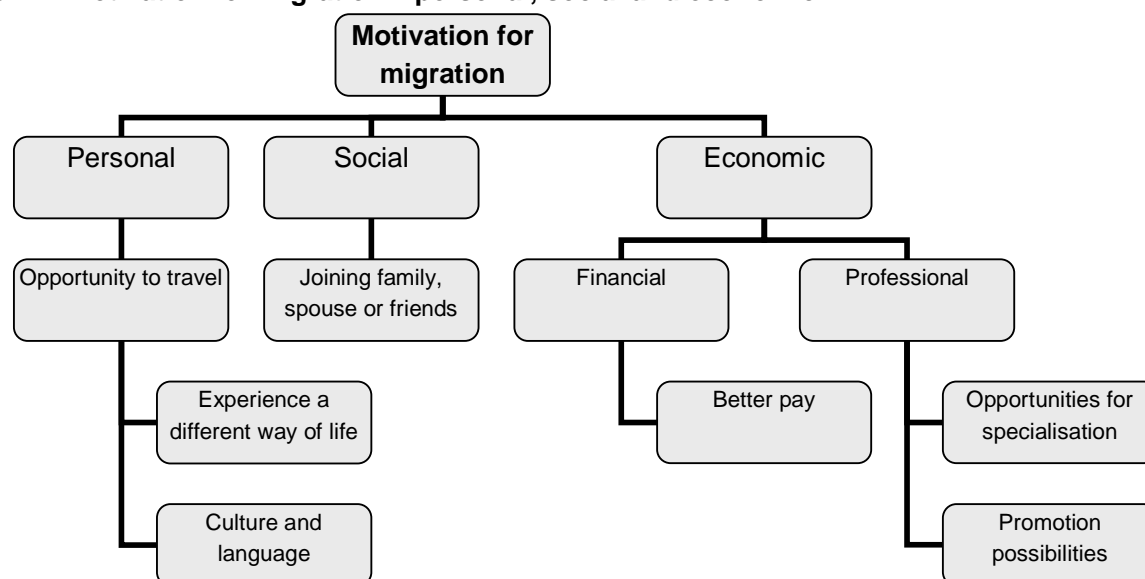 Motivation for
migration
Personal
Social
Economic
Opportunity to travel
Joining family,
spouse or friends
Financial
Professional
Experience a
different way of life
Better pay
Opportunities for
specialisation
Culture and
language
Promotion
possibilities